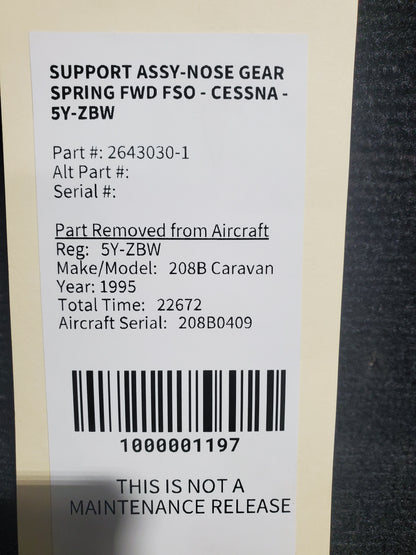 SUPPORT ASSY-NOSE GEAR
SPRING FWD FSO - CESSNA -
5Y-ZBW
Part #: 2643030-1
Alt Part #:
Serial #:
Part Removed from Aircraft
Reg: 5Y-ZBW
Make/Model: 208B Caravan
Year: 1995
Total Time: 22672
Aircraft Serial: 208B0409
1000001197
THIS IS NOT A
MAINTENANCE RELEASE